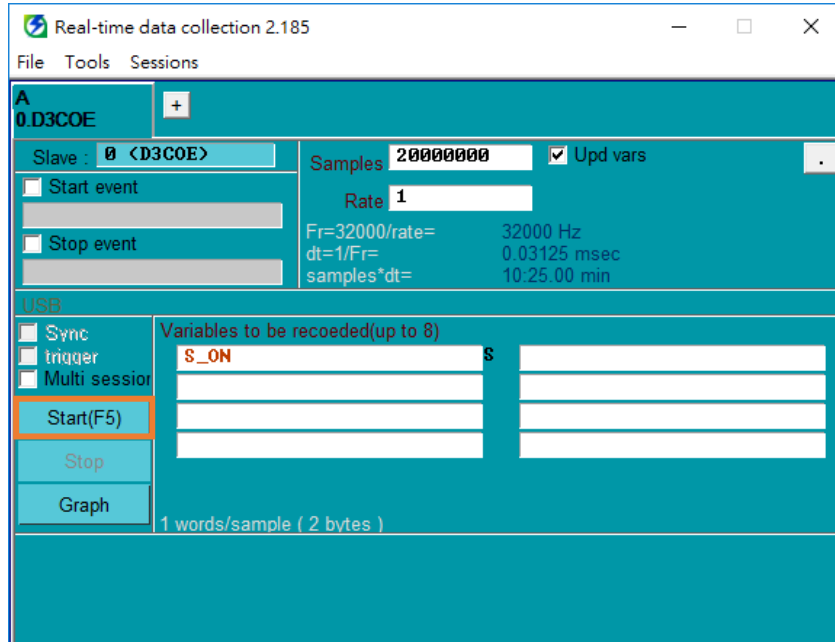 Real-time data collection 2.185
File Tools Sessions
A
0.D3COE
+
Slave : 0 (D3COE)
Samples 20000000
Upd vars
.
Start event
Rate 1
Fr=32000/rate= 32000 Hz
Stop event
dt=1/Fr= 0.03125 msec
samples*dt= 10:25.00 min
USB
Sync
Variables to be recoeded(up to 8)
trigger
S_ON S
Multi session
Start(F5)
Stop
Graph
1 words/sample ( 2 bytes )